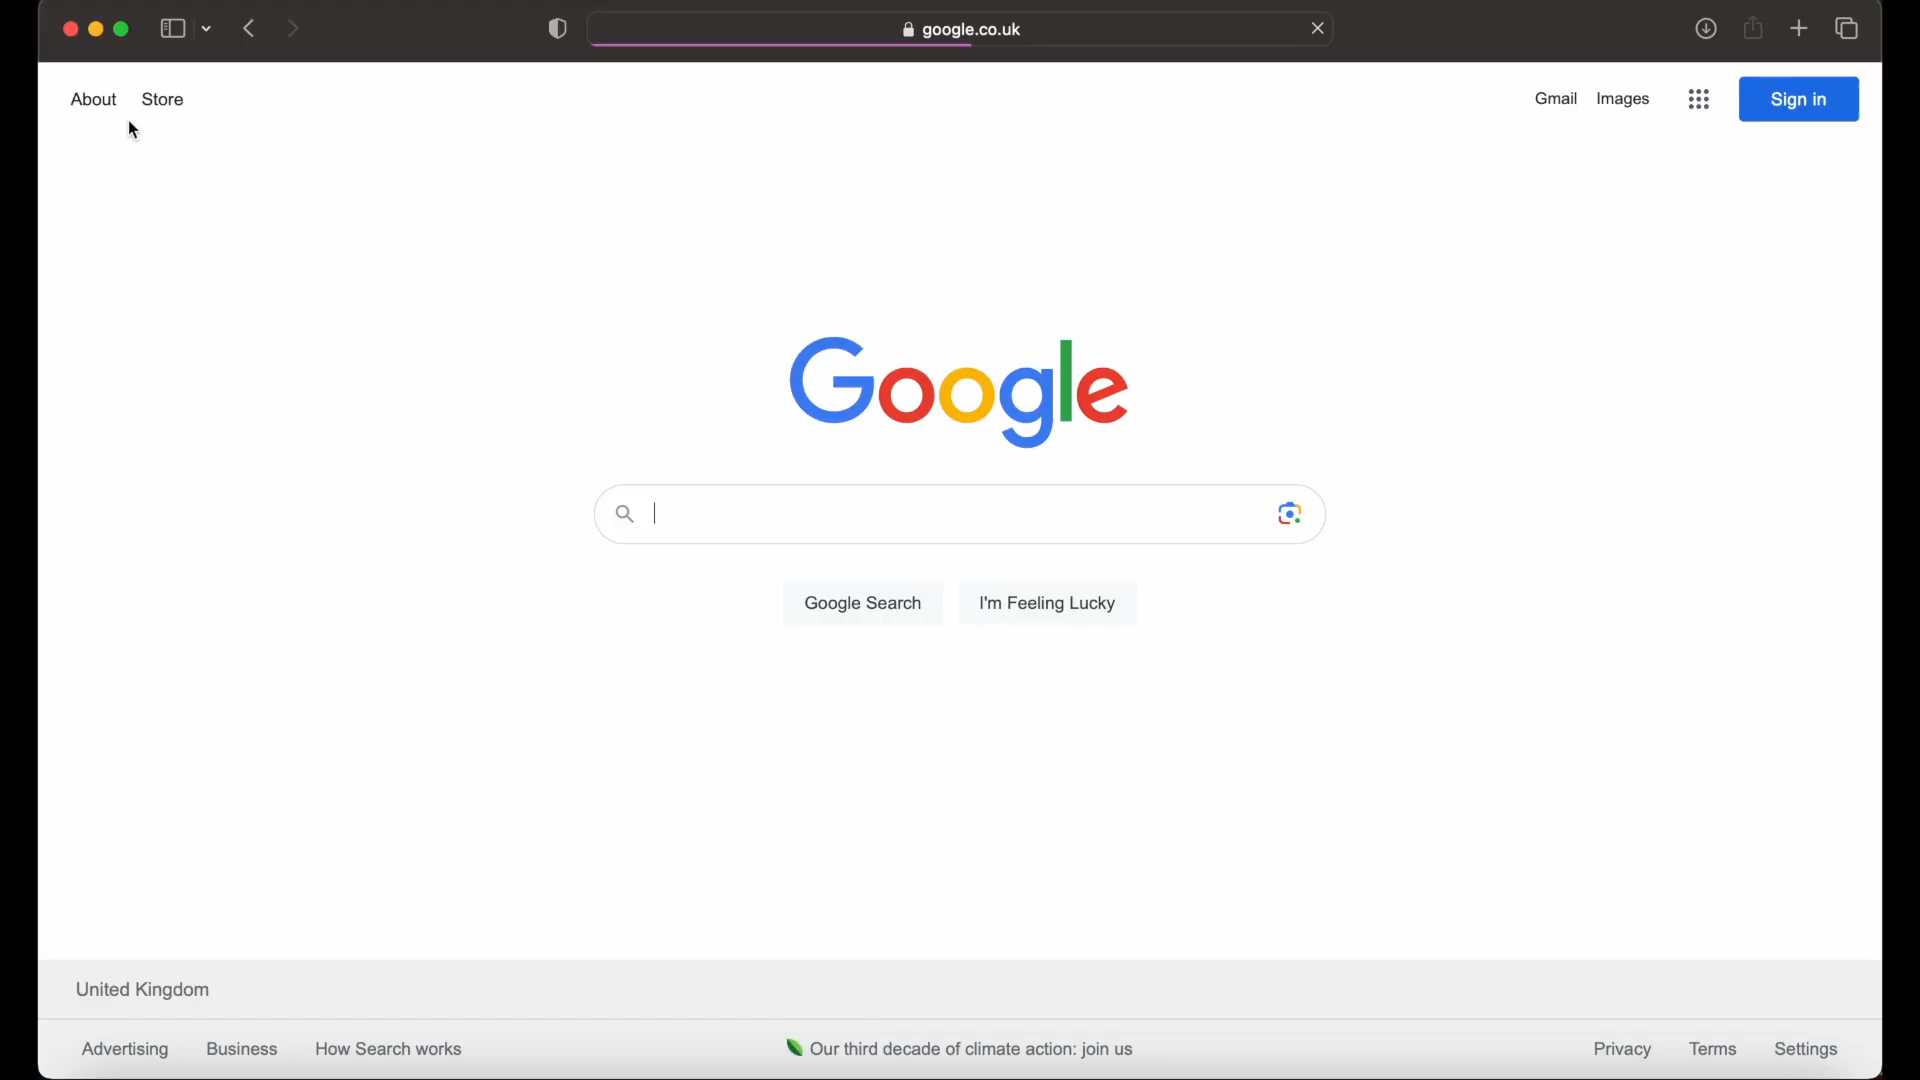 google.co.uk
About Store
Gmail Images Sign in
Google
Google Search I'm Feeling Lucky
United Kingdom
Advertising Business How Search works Our third decade of climate action: join us Privacy Terms Settings